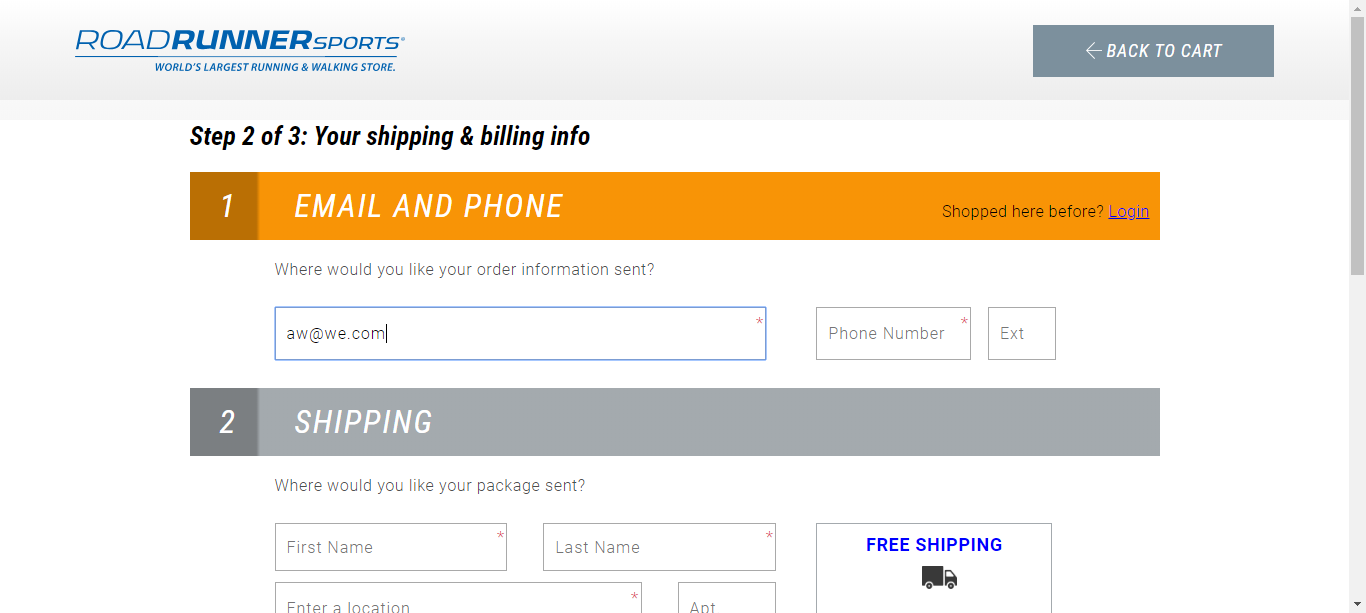 ROADRUNNERSPORTS®
WORLD'S LARGEST RUNNING & WALKING STORE.
BACK TO CART
Step 2 of 3: Your shipping & billing info
1 EMAIL AND PHONE
Shopped here before? Login
Where would you like your order information sent?
aw@we.com *
Phone Number *
Ext
2 SHIPPING
Where would you like your package sent?
First Name *
Last Name *
FREE SHIPPING
Enter a location *
Apt